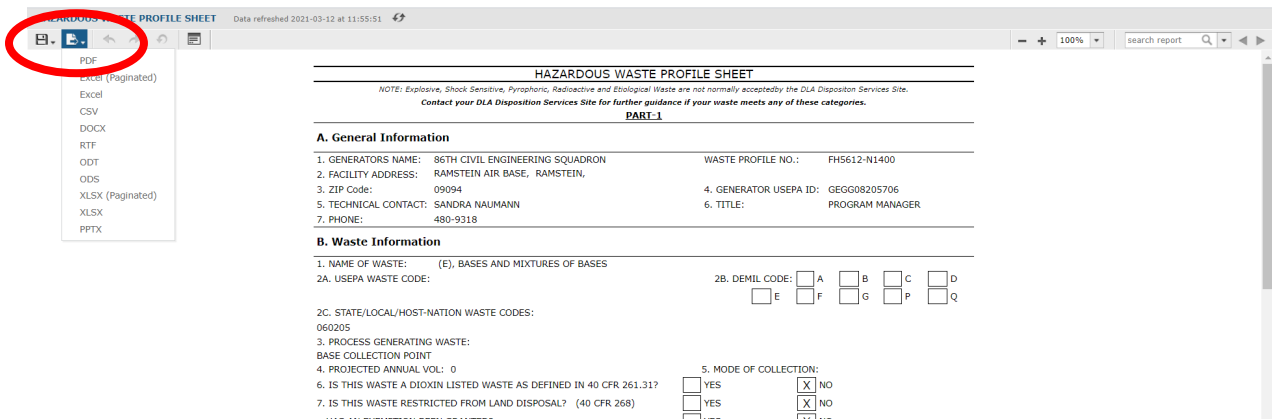 HAZARDOUS WASTE PROFILE SHEET Data refreshed 2021-03-12 at 11:55:51
100% search report
PDF
Excel (Paginated)
Excel
CSV
DOCX
RTF
ODT
ODS
XLSX (Paginated)
XLSX
PPTX
HAZARDOUS WASTE PROFILE SHEET
NOTE: Explosive, Shock Sensitive, Pyrophoric, Radioactive and Etiological Waste are not normally acceptedby the DLA Dispositon Services Site.
Contact your DLA Disposition Services Site for further guidance if your waste meets any of these categories.
PART-1
A. General Information
1. GENERATORS NAME: 86TH CIVIL ENGINEERING SQUADRON WASTE PROFILE NO.: FH5612-N1400
2. FACILITY ADDRESS: RAMSTEIN AIR BASE, RAMSTEIN,
3. ZIP Code: 09094 4. GENERATOR USEPA ID: GEGG08205706
5. TECHNICAL CONTACT: SANDRA NAUMANN 6. TITLE: PROGRAM MANAGER
7. PHONE: 480-9318
B. Waste Information
1. NAME OF WASTE: (E), BASES AND MIXTURES OF BASES
2A. USEPA WASTE CODE: 2B. DEMIL CODE: A B C D
E F G P Q
2C. STATE/LOCAL/HOST-NATION WASTE CODES:
060205
3. PROCESS GENERATING WASTE:
BASE COLLECTION POINT
4. PROJECTED ANNUAL VOL: 0 5. MODE OF COLLECTION:
6. IS THIS WASTE A DIOXIN LISTED WASTE AS DEFINED IN 40 CFR 261.31? YES X NO
7. IS THIS WASTE RESTRICTED FROM LAND DISPOSAL? (40 CFR 268) YES X NO